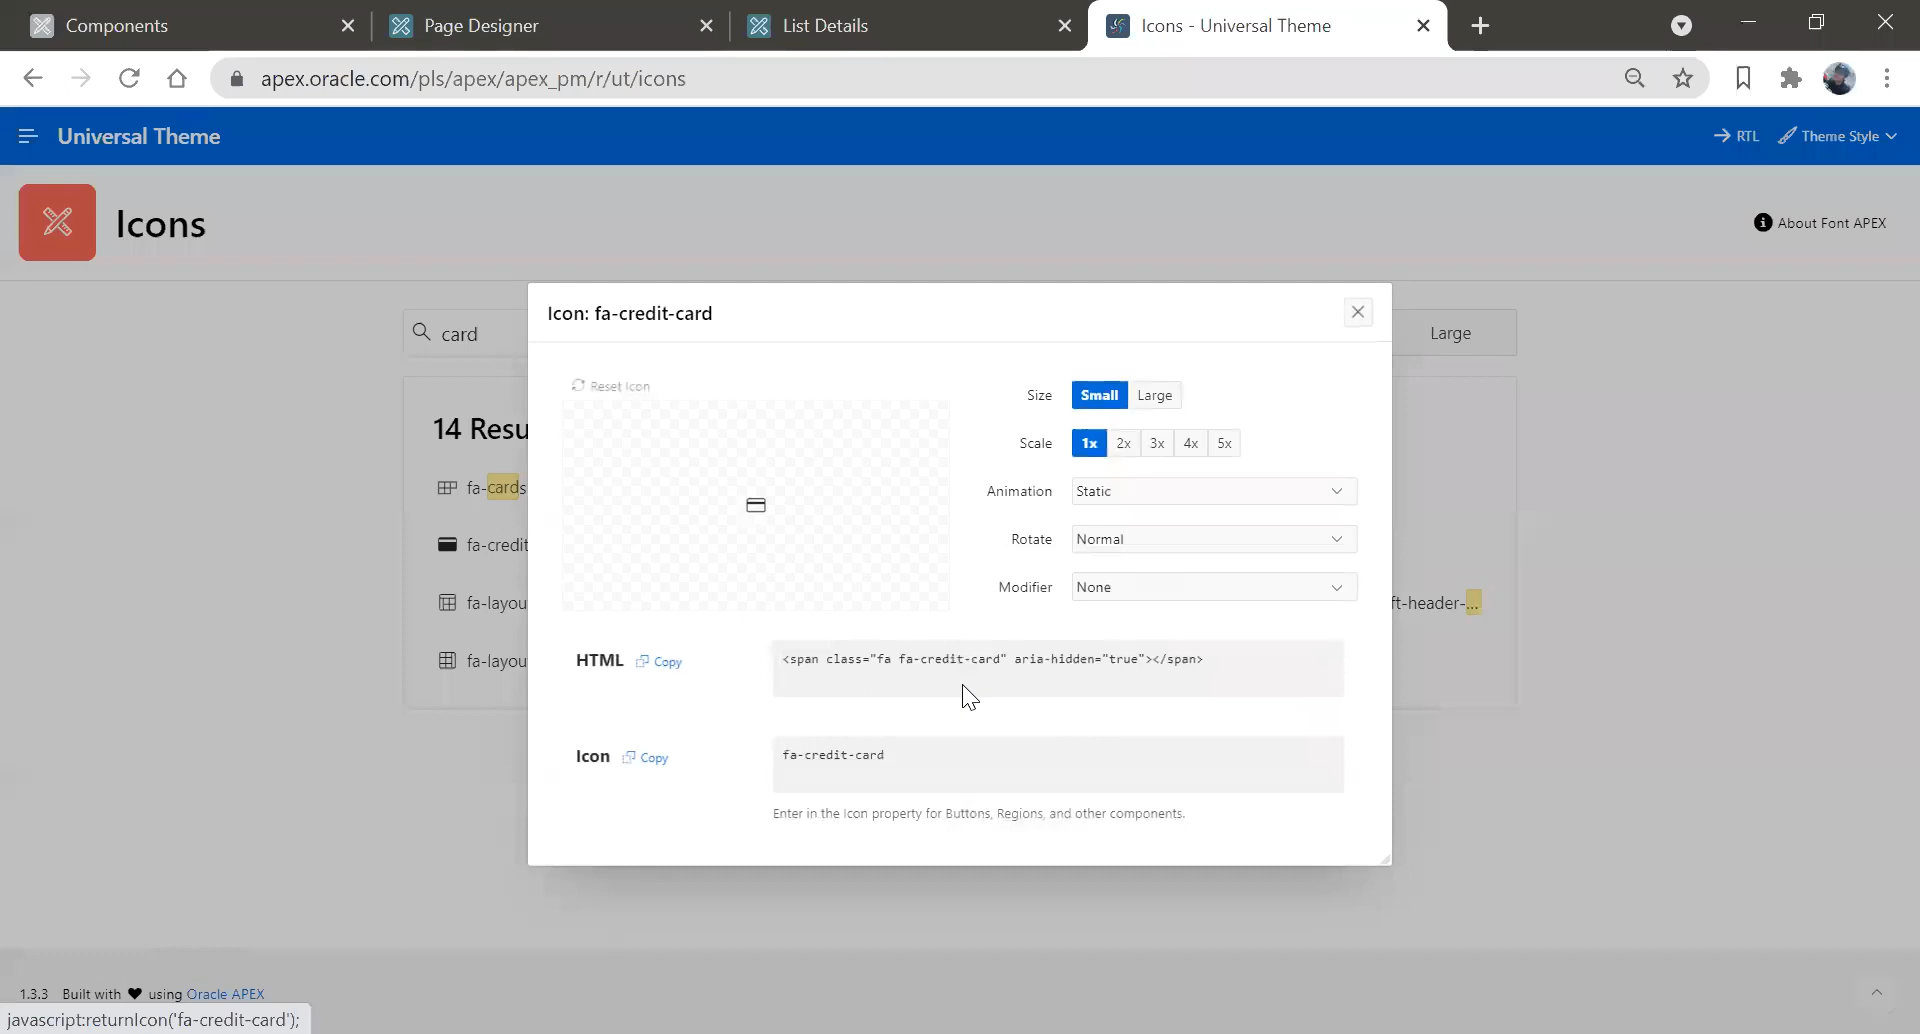 Components
Page Designer
List Details
Icons - Universal Theme
apex.oracle.com/pls/apex/apex_pm/r/ut/icons
Universal Theme
RTL
Theme Style
Icons
About Font APEX
card
Large
14 Resu
fa-cards
fa-credit
fa-layou
ft-header-...
fa-layou
Icon: fa-credit-card
Reset Icon
Size
Small
Large
Scale
1x
2x
3x
4x
5x
Animation
Static
Rotate
Normal
Modifier
None
HTML
Copy
<span class="fa fa-credit-card" aria-hidden="true"></span>
Icon
Copy
fa-credit-card
Enter in the Icon property for Buttons, Regions, and other components.
1.3.3 Built with ♥ using Oracle APEX
javascript:returnIcon('fa-credit-card');